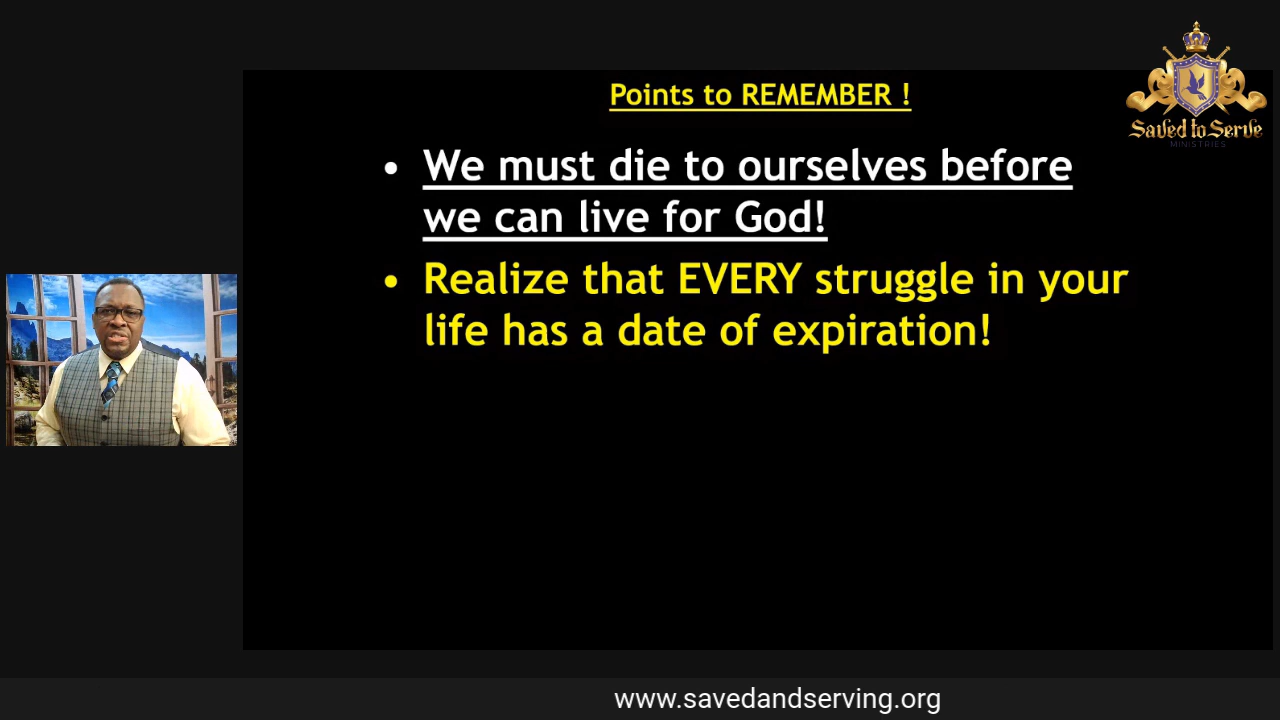 Points to REMEMBER !
• We must die to ourselves before
we can live for God!
• Realize that EVERY struggle in your
life has a date of expiration!
Saved to Serve
MINISTRIES
www.savedandserving.org